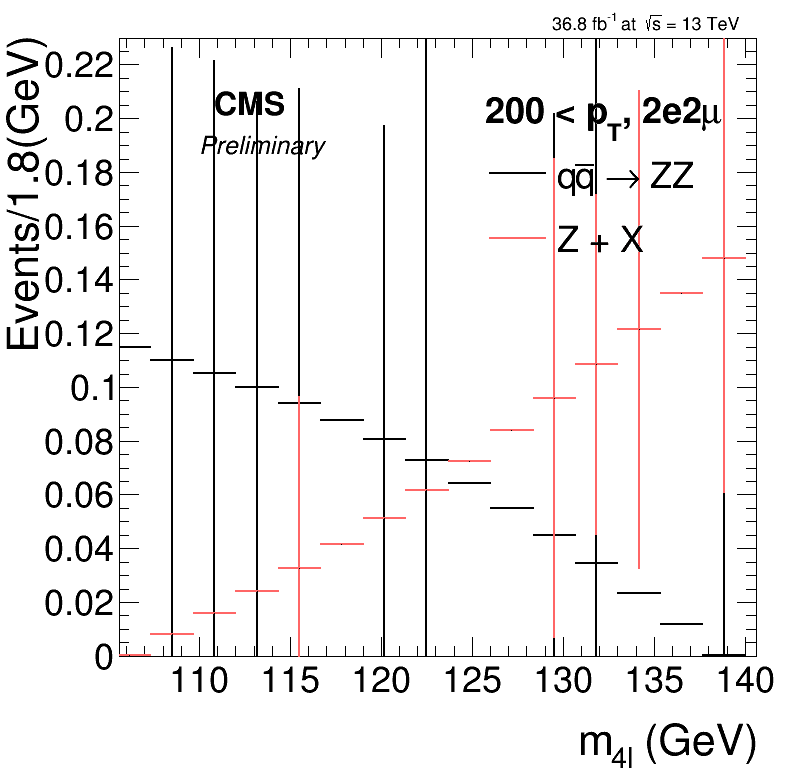 36.8 fb-1 at √s = 13 TeV
CMS
Preliminary
200 < pT, 2e2μ
qq̅ → ZZ
Z + X
Events/1.8(GeV)
0.22
0.2
0.18
0.16
0.14
0.12
0.1
0.08
0.06
0.04
0.02
0
110 115 120 125 130 135 140
m4l (GeV)